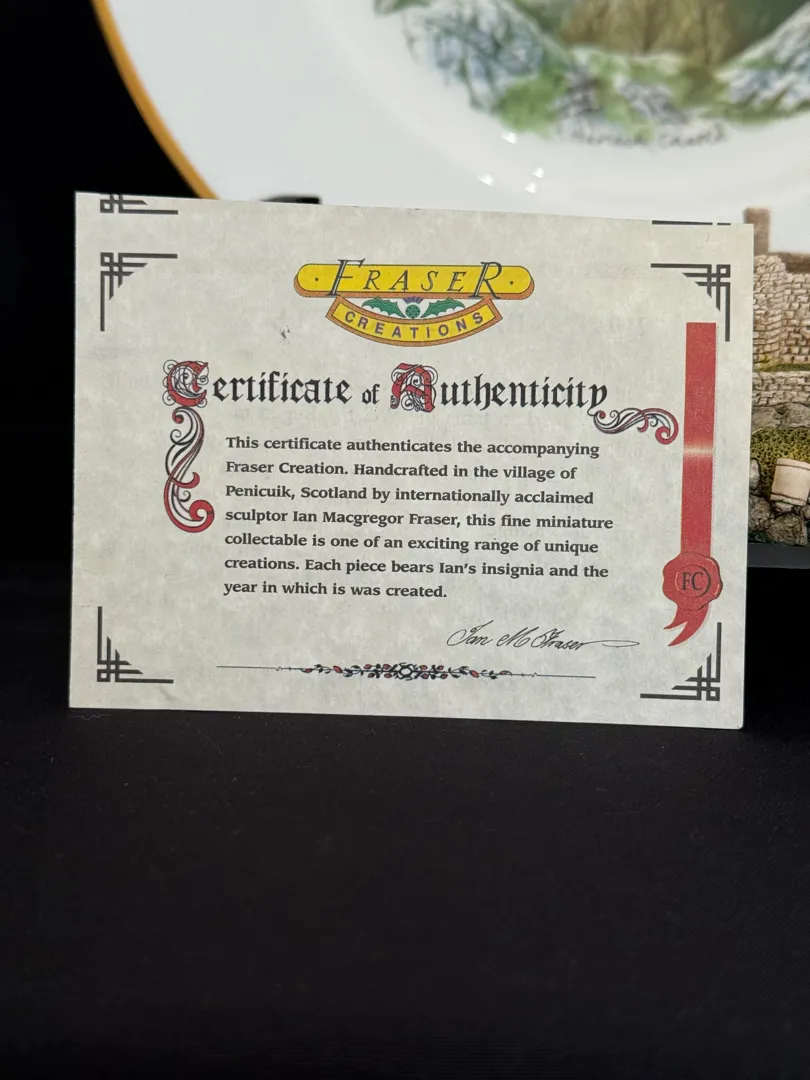 FRASER
CREATIONS
Certificate of Authenticity
This certificate authenticates the accompanying
Fraser Creation. Handcrafted in the village of
Penicuik, Scotland by internationally acclaimed
sculptor Ian Macgregor Fraser, this fine miniature
collectable is one of an exciting range of unique
creations. Each piece bears Ian's insignia and the
year in which is was created.
FC
Ian M Fraser